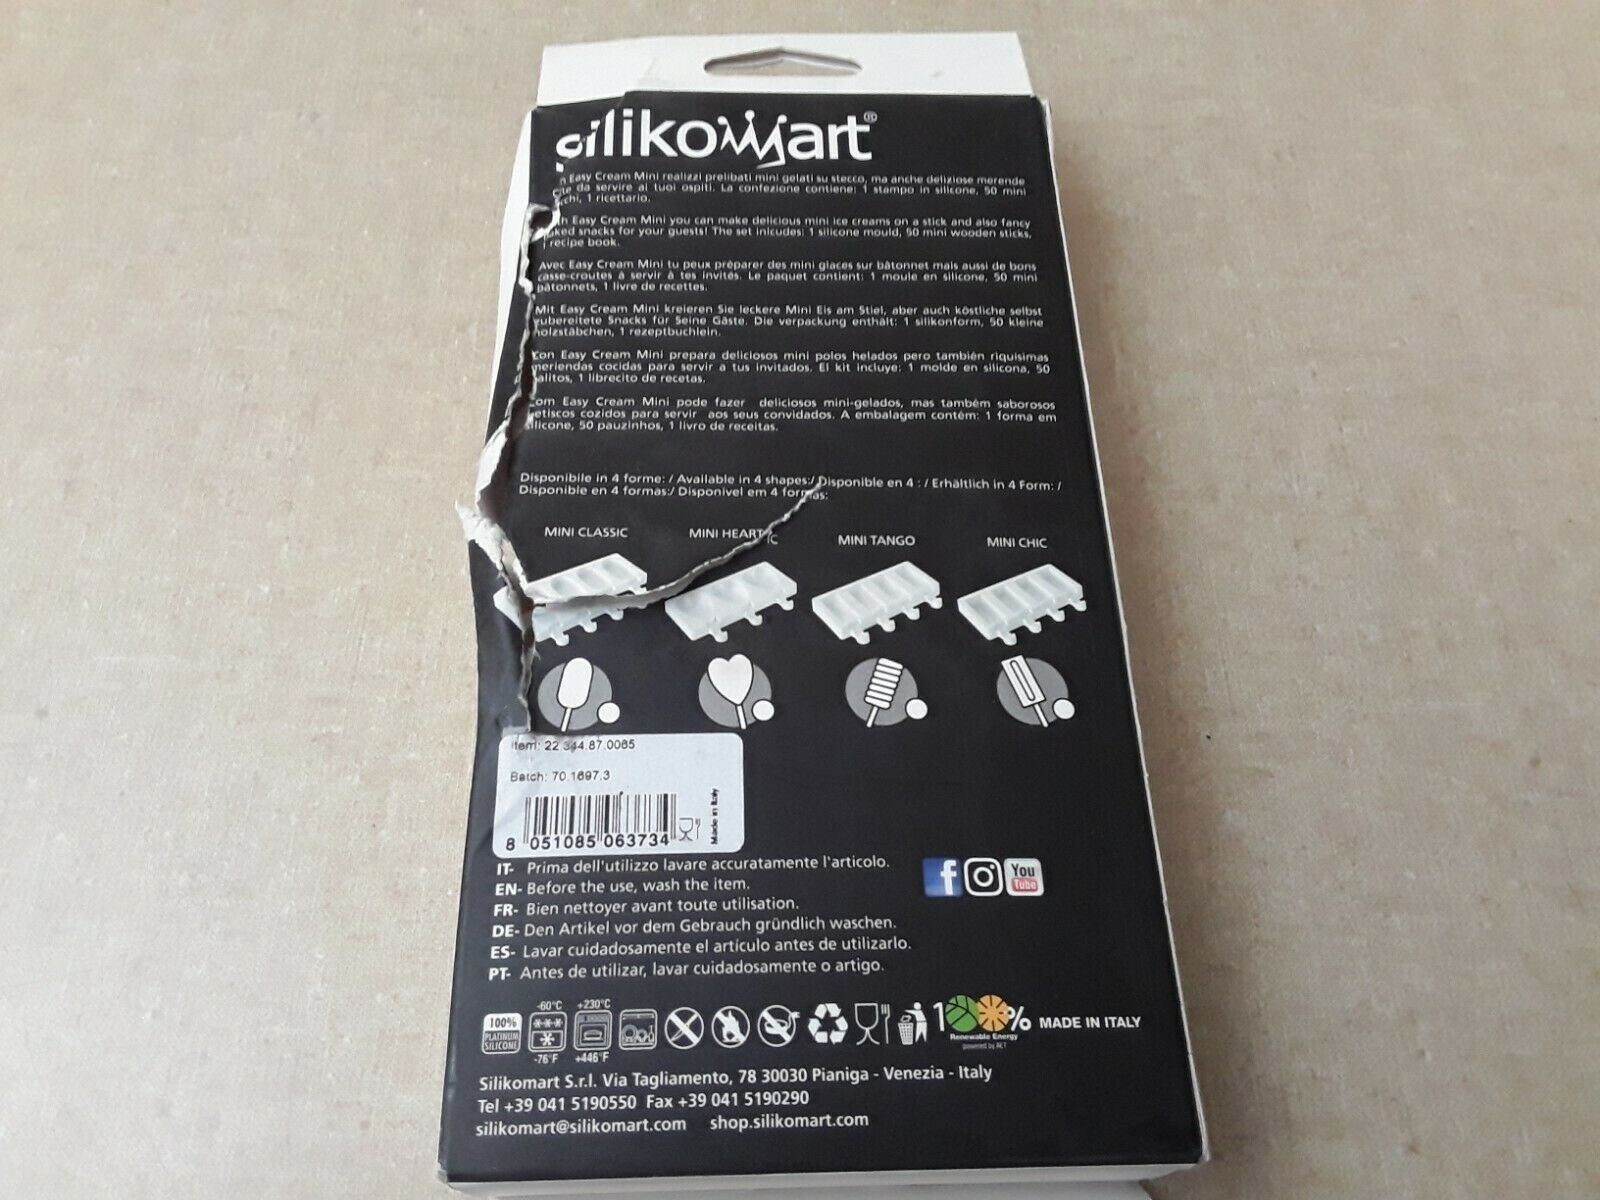 silikomart®
Easy Cream Mini realizzi prelibati mini gelati su stecco, ma anche deliziose merende
da servire ai tuoi ospiti. La confezione contiene: 1 stampo in silicone, 50 mini
1 ricettario.
Easy Cream Mini you can make delicious mini ice creams on a stick and also fancy
snacks for your guests! The set inlcudes: 1 silicone mould, 50 mini wooden sticks,
recipe book.
Avec Easy Cream Mini tu peux préparer des mini glaces sur bâtonnet mais aussi de bons
casse-croutes à servir à tes invités. Le paquet contient: 1 moule en silicone, 50 mini
bâtonnets, 1 livre de recettes.
Mit Easy Cream Mini kreieren Sie leckere Mini Eis am Stiel, aber auch köstliche selbst
zubereitete Snacks für Seine Gäste. Die verpackung enthält: 1 silikonform, 50 kleine
holzstäbchen, 1 rezeptbuchlein.
Con Easy Cream Mini prepara deliciosos mini polos helados pero también riquisimas
meriendas cocidas para servir a tus invitados. El kit incluye: 1 molde en silicona, 50
palitos, 1 librecito de recetas.
Com Easy Cream Mini pode fazer deliciosos mini-gelados, mas também saborosos
petiscos cozidos para servir aos seus convidados. A embalagem contém: 1 forma em
silicone, 50 pauzinhos, 1 livro de receitas.
Disponibile in 4 forme: / Available in 4 shapes:/ Disponible en 4 : / Erhältlich in 4 Form: /
Disponible en 4 formas:/ Disponivel em 4 formas:
MINI CLASSIC MINI HEART MINI TANGO MINI CHIC
Item: 22.344.87.0065
Batch: 70.1697.3
Made in Italy
8 051085 063734
IT- Prima dell'utilizzo lavare accuratamente l'articolo.
EN- Before the use, wash the item.
FR- Bien nettoyer avant toute utilisation.
DE- Den Artikel vor dem Gebrauch gründlich waschen.
ES- Lavar cuidadosamente el artículo antes de utilizarlo.
PT- Antes de utilizar, lavar cuidadosamente o artigo.
f You Tube
-60°C +230°C
100% PLATINUM SILICONE
-76°F +446°F
100% MADE IN ITALY
Renewable Energy
powered by AET
Silikomart S.r.l. Via Tagliamento, 78 30030 Pianiga - Venezia - Italy
Tel +39 041 5190550 Fax +39 041 5190290
silikomart@silikomart.com shop.silikomart.com